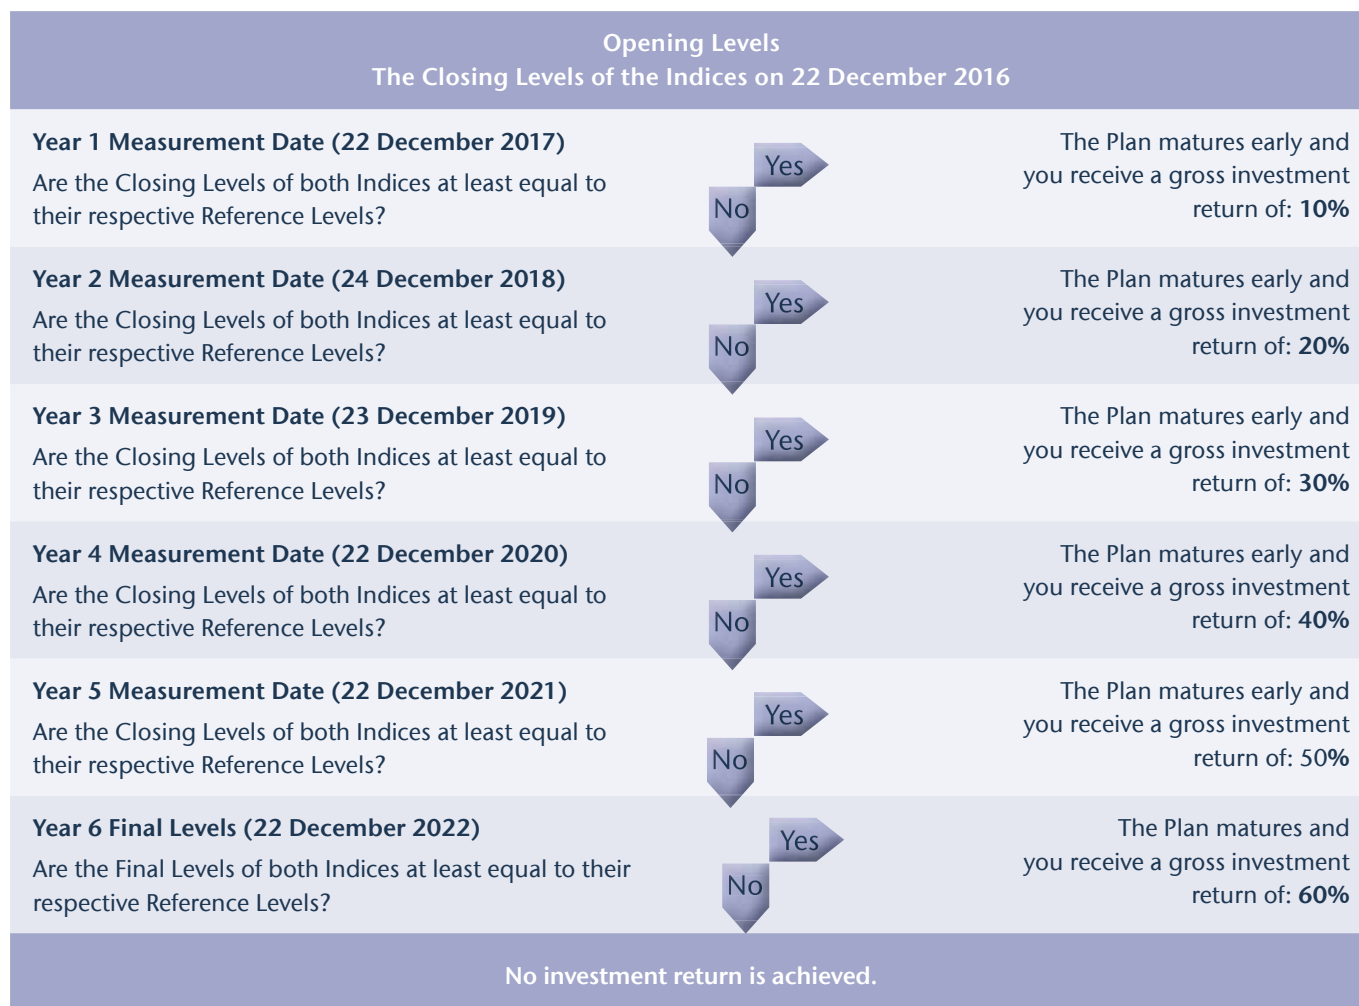 Opening Levels
The Closing Levels of the Indices on 22 December 2016
Year 1 Measurement Date (22 December 2017)
Are the Closing Levels of both Indices at least equal to
their respective Reference Levels?
Yes
No
The Plan matures early and
you receive a gross investment
return of: 10%
Year 2 Measurement Date (24 December 2018)
Are the Closing Levels of both Indices at least equal to
their respective Reference Levels?
Yes
No
The Plan matures early and
you receive a gross investment
return of: 20%
Year 3 Measurement Date (23 December 2019)
Are the Closing Levels of both Indices at least equal to
their respective Reference Levels?
Yes
No
The Plan matures early and
you receive a gross investment
return of: 30%
Year 4 Measurement Date (22 December 2020)
Are the Closing Levels of both Indices at least equal to
their respective Reference Levels?
Yes
No
The Plan matures early and
you receive a gross investment
return of: 40%
Year 5 Measurement Date (22 December 2021)
Are the Closing Levels of both Indices at least equal to
their respective Reference Levels?
Yes
No
The Plan matures early and
you receive a gross investment
return of: 50%
Year 6 Final Levels (22 December 2022)
Are the Final Levels of both Indices at least equal to their
respective Reference Levels?
Yes
No
The Plan matures and
you receive a gross investment
return of: 60%
No investment return is achieved.